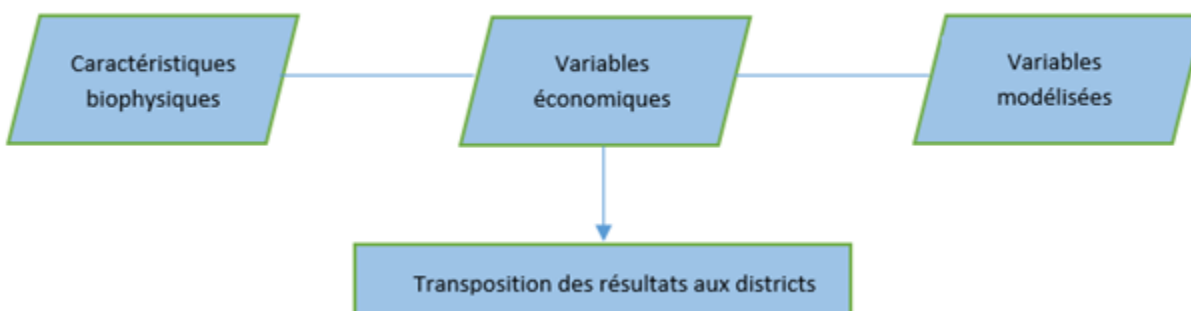 Caractéristiques
biophysiques
Variables
économiques
Variables
modélisées
Transposition des résultats aux districts